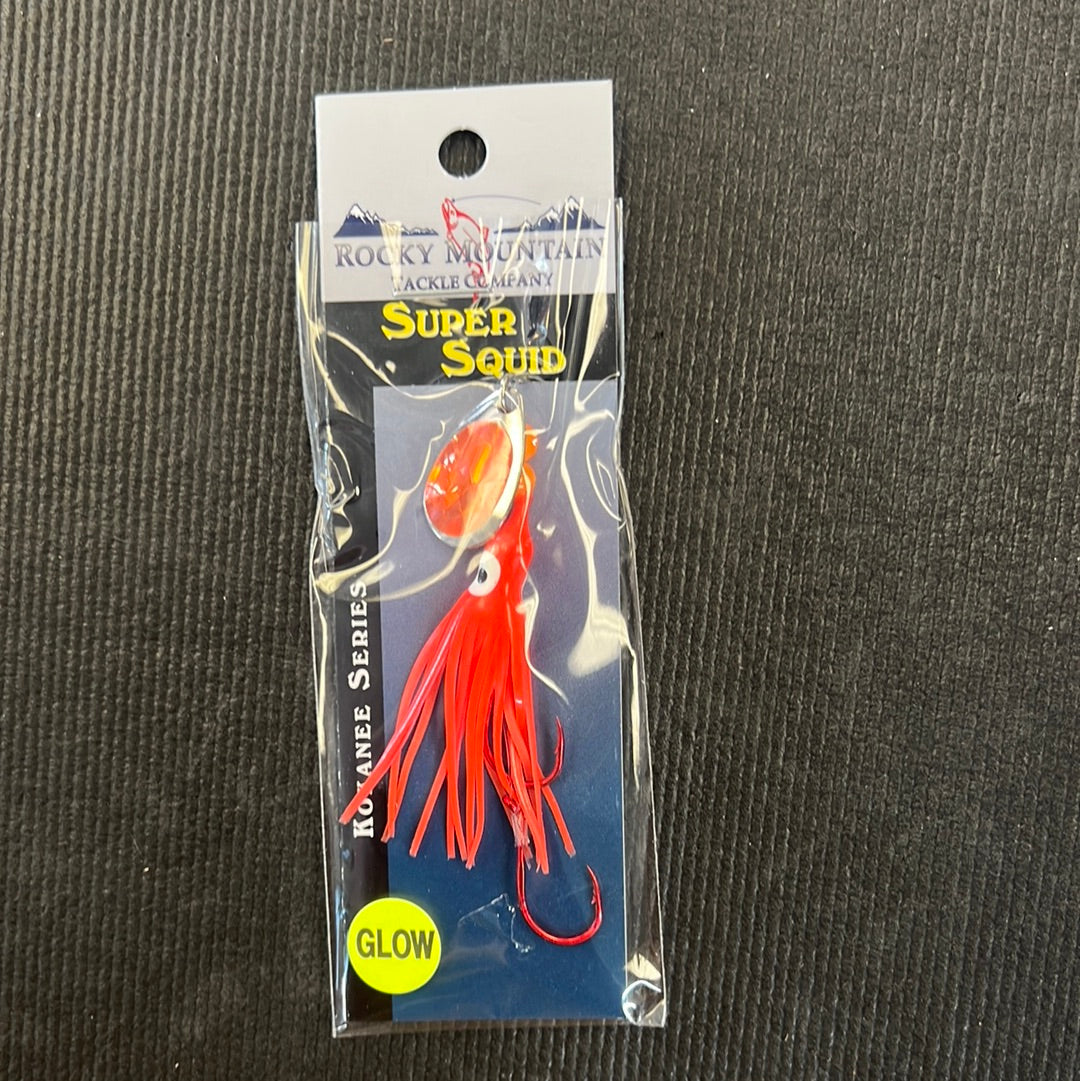 Rocky Mountain
Tackle Company
Super
Squid
Kokanee Series
GLOW